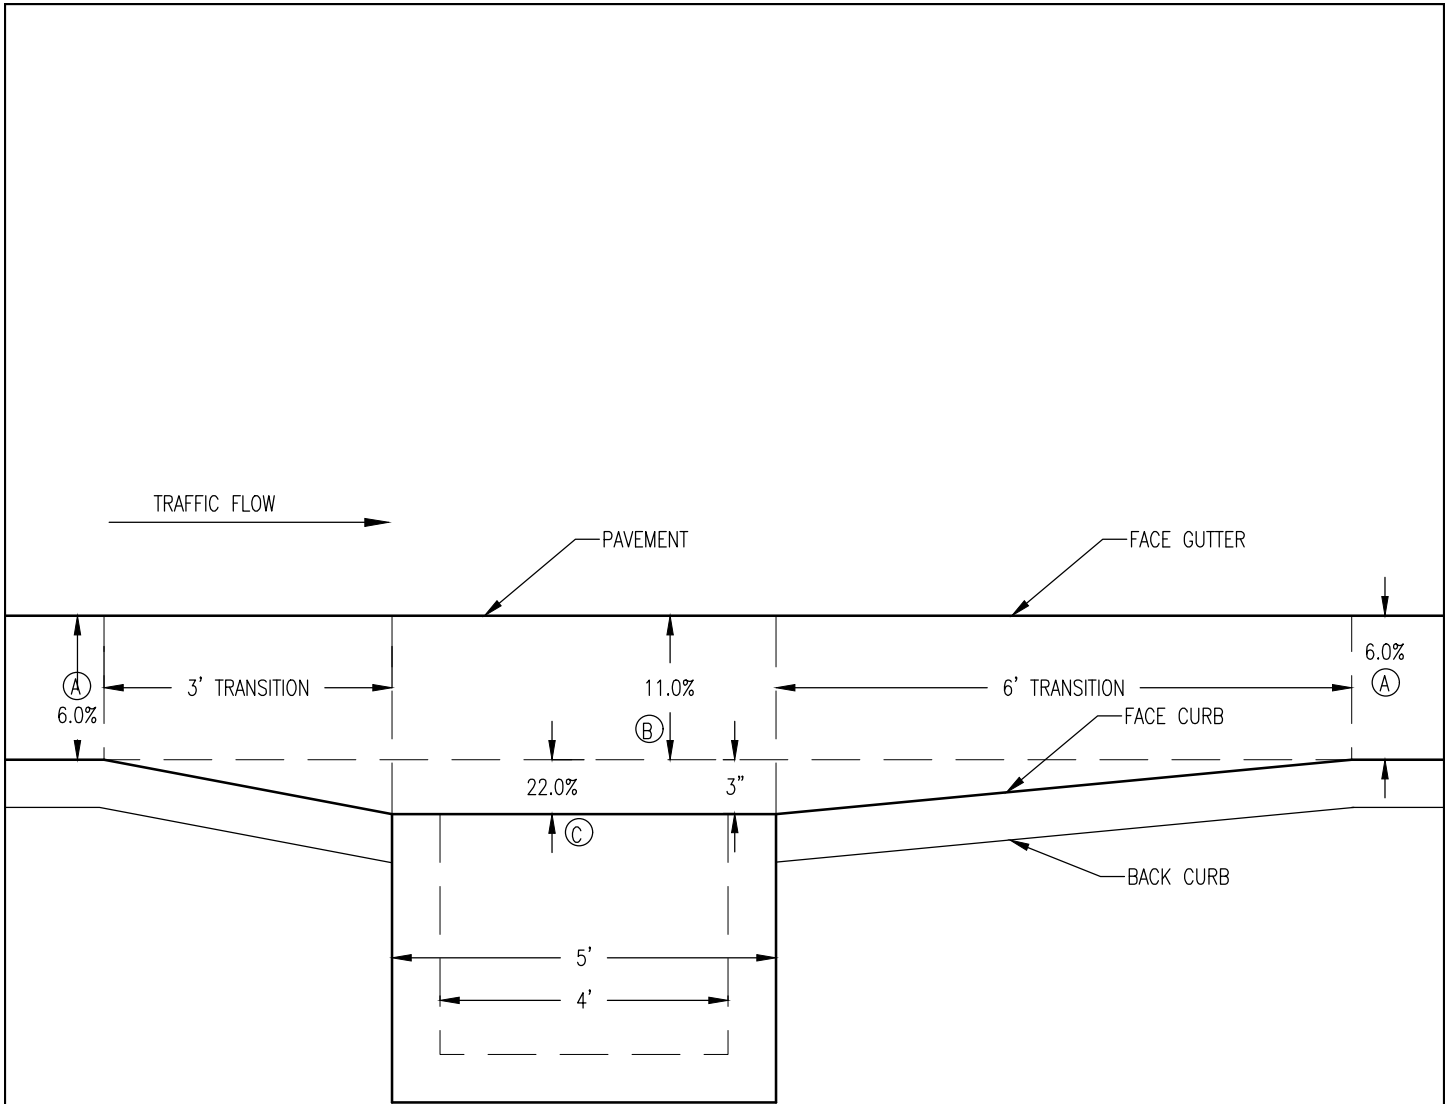 TRAFFIC FLOW
PAVEMENT
FACE GUTTER
6.0%
A
A
3' TRANSITION
11.0%
6' TRANSITION
6.0%
B
FACE CURB
22.0%
3"
C
BACK CURB
5'
4'